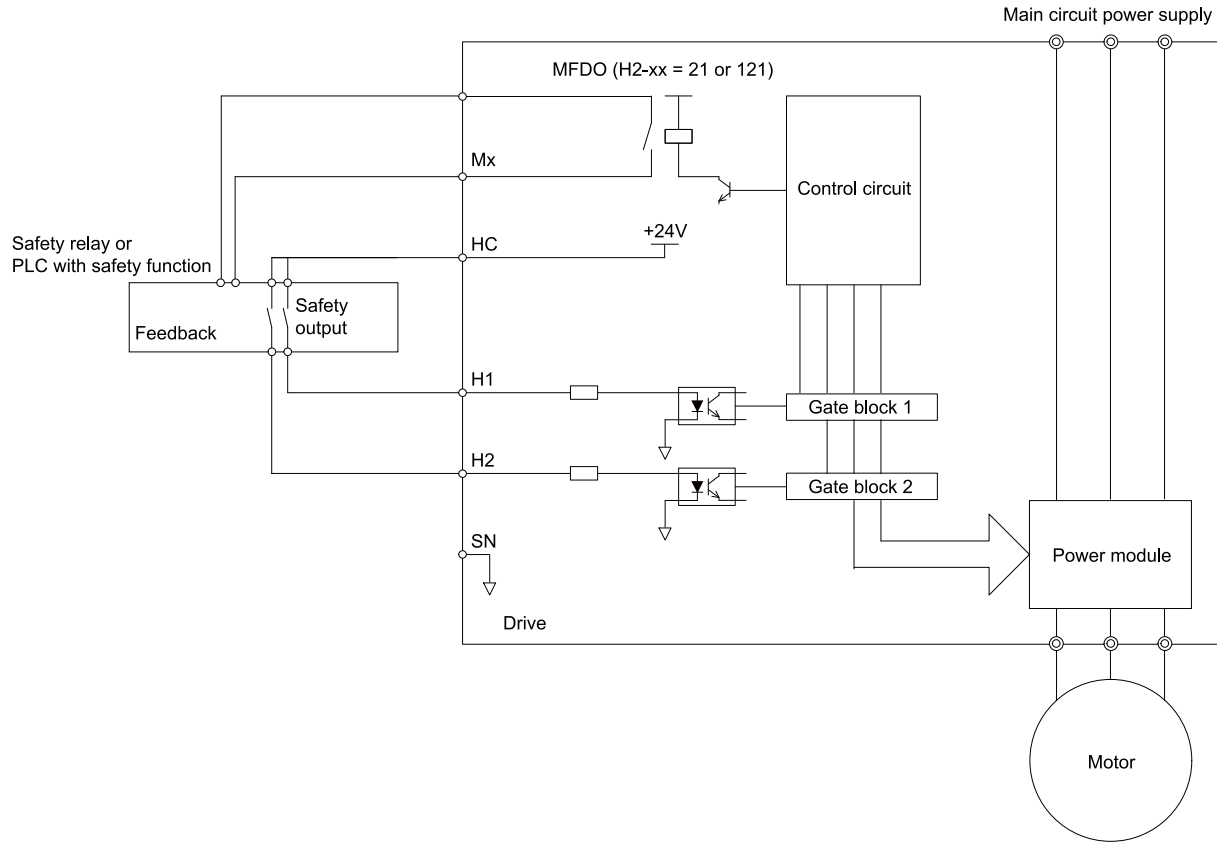 Main circuit power supply
MFDO (H2-xx = 21 or 121)
Mx
Control circuit
+24V
HC
Safety relay or
PLC with safety function
Safety
output
Feedback
H1
Gate block 1
H2
Gate block 2
SN
Power module
Drive
Motor